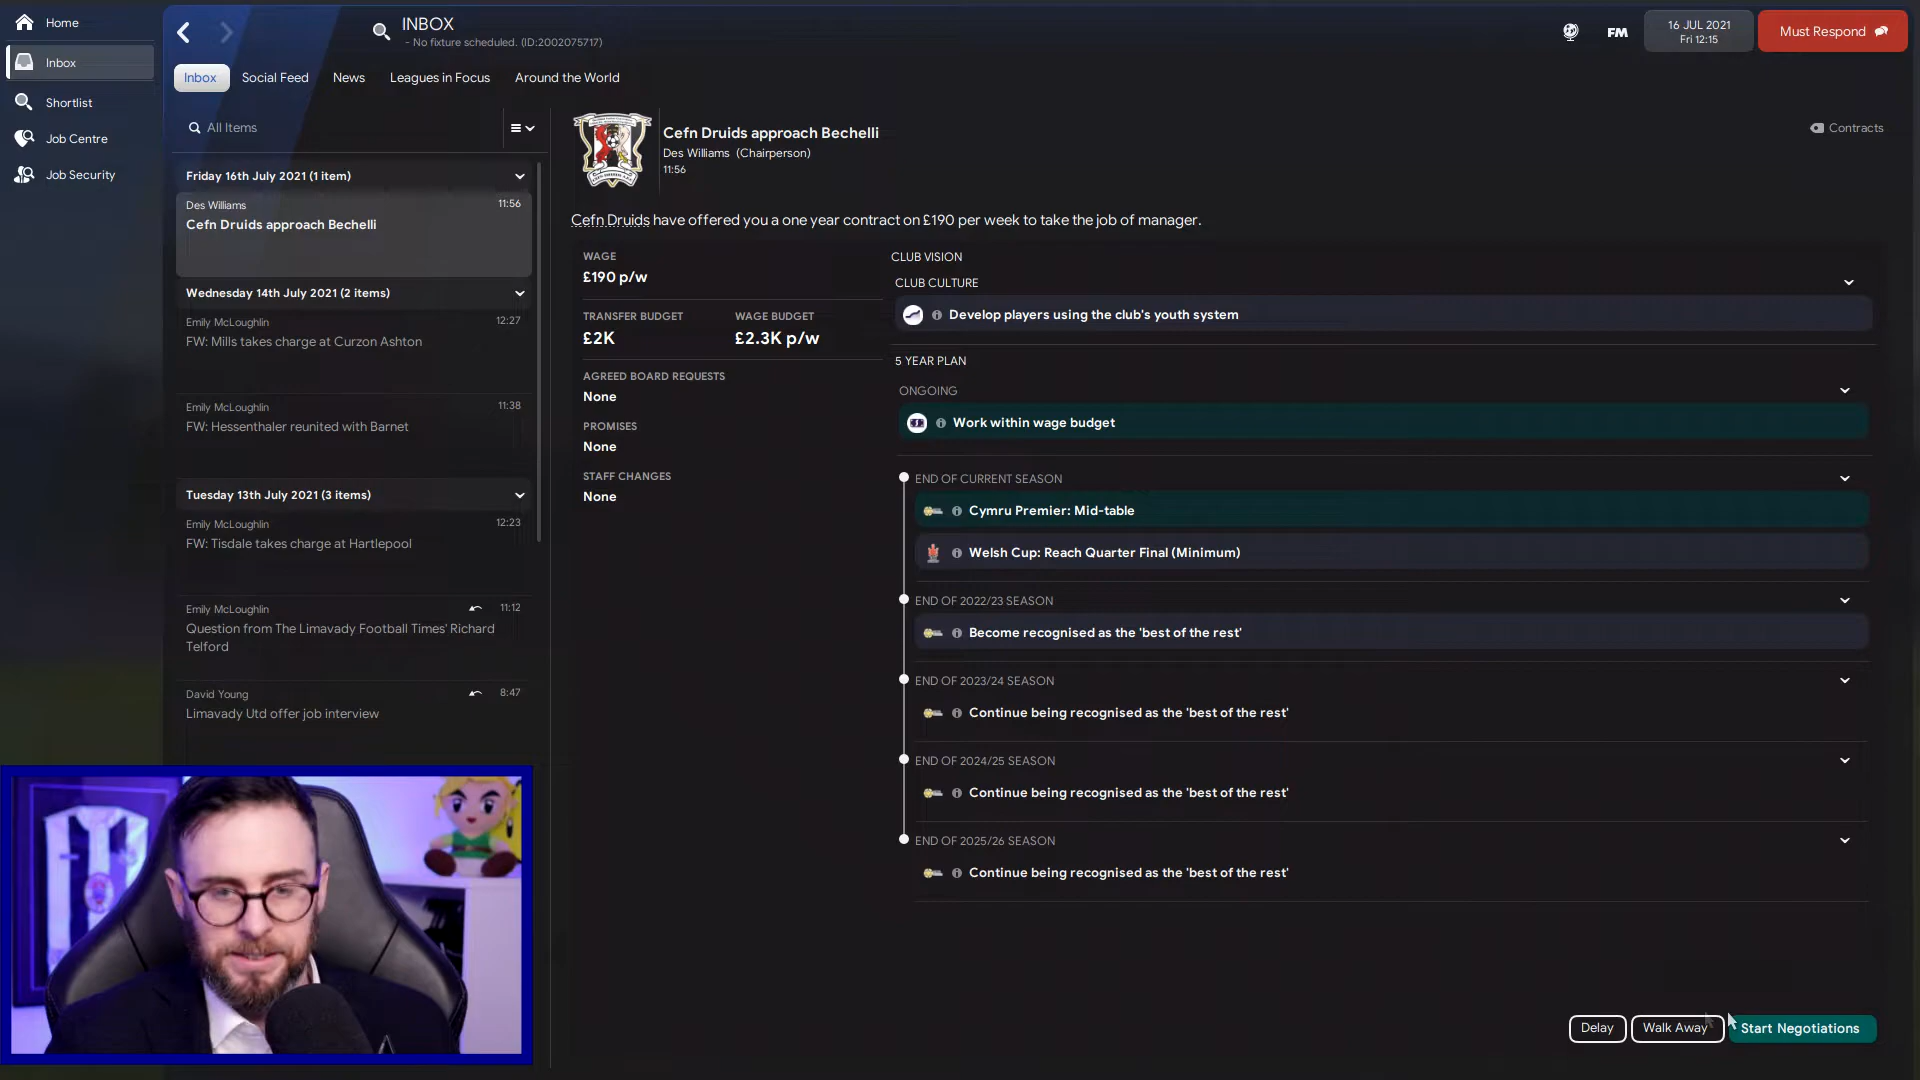 Home
Inbox
Shortlist
Job Centre
Job Security
INBOX
- No fixture scheduled. (ID:2002075717)
FM
16 JUL 2021
Fri 12:15
Must Respond
Inbox
Social Feed
News
Leagues in Focus
Around the World
All Items
Friday 16th July 2021 (1 item)
Des Williams
11:56
Cefn Druids approach Bechelli
Wednesday 14th July 2021 (2 items)
Emily McLoughlin
12:27
FW: Mills takes charge at Curzon Ashton
Emily McLoughlin
11:38
FW: Hessenthaler reunited with Barnet
Tuesday 13th July 2021 (3 items)
Emily McLoughlin
12:23
FW: Tisdale takes charge at Hartlepool
Emily McLoughlin
11:12
Question from The Limavady Football Times' Richard
Telford
David Young
8:47
Limavady Utd offer job interview
Cefn Druids approach Bechelli
Des Williams (Chairperson)
11:56
Contracts
Cefn Druids have offered you a one year contract on £190 per week to take the job of manager.
WAGE
£190 p/w
TRANSFER BUDGET
WAGE BUDGET
£2K
£2.3K p/w
AGREED BOARD REQUESTS
None
PROMISES
None
STAFF CHANGES
None
CLUB VISION
CLUB CULTURE
Develop players using the club's youth system
5 YEAR PLAN
ONGOING
Work within wage budget
END OF CURRENT SEASON
Cymru Premier: Mid-table
Welsh Cup: Reach Quarter Final (Minimum)
END OF 2022/23 SEASON
Become recognised as the 'best of the rest'
END OF 2023/24 SEASON
Continue being recognised as the 'best of the rest'
END OF 2024/25 SEASON
Continue being recognised as the 'best of the rest'
END OF 2025/26 SEASON
Continue being recognised as the 'best of the rest'
Delay
Walk Away
Start Negotiations